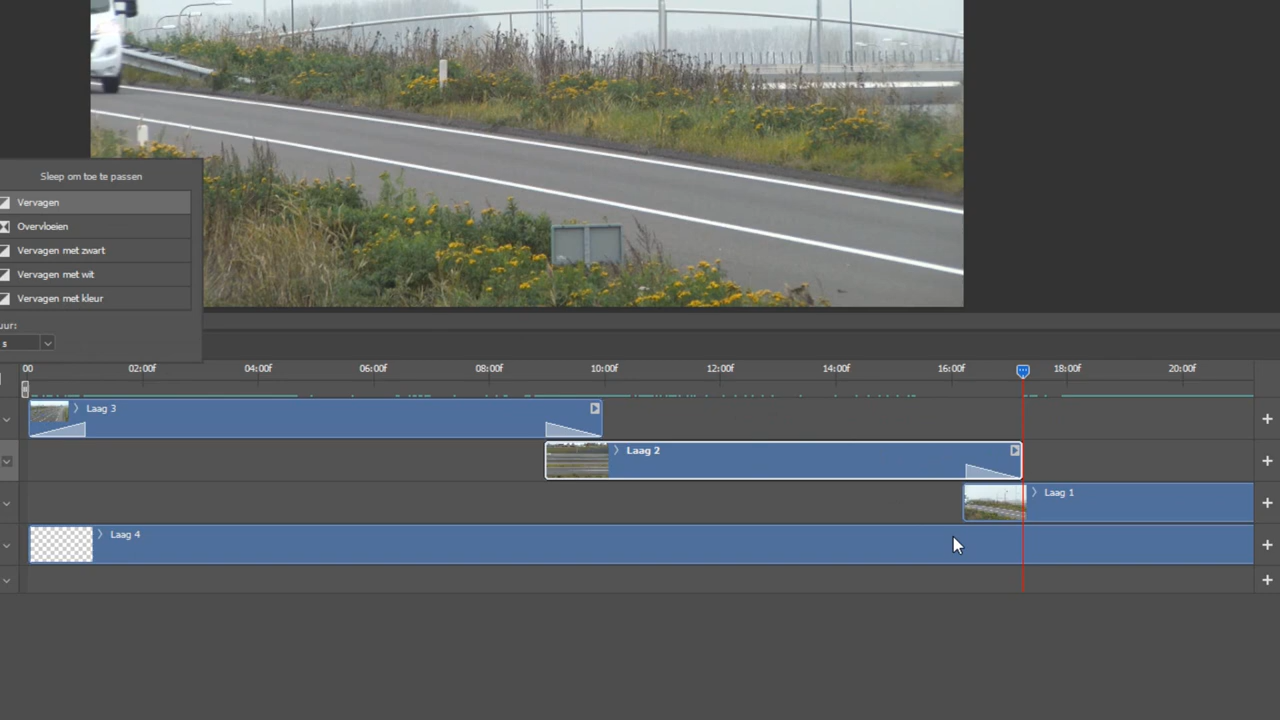 Sleep om toe te passen
Vervagen
Overvloeien
Vervagen met zwart
Vervagen met wit
Vervagen met kleur
s
00 02:00f 04:00f 06:00f 08:00f 10:00f 12:00f 14:00f 16:00f 18:00f 20:00f
Laag 3
Laag 2
Laag 1
Laag 4